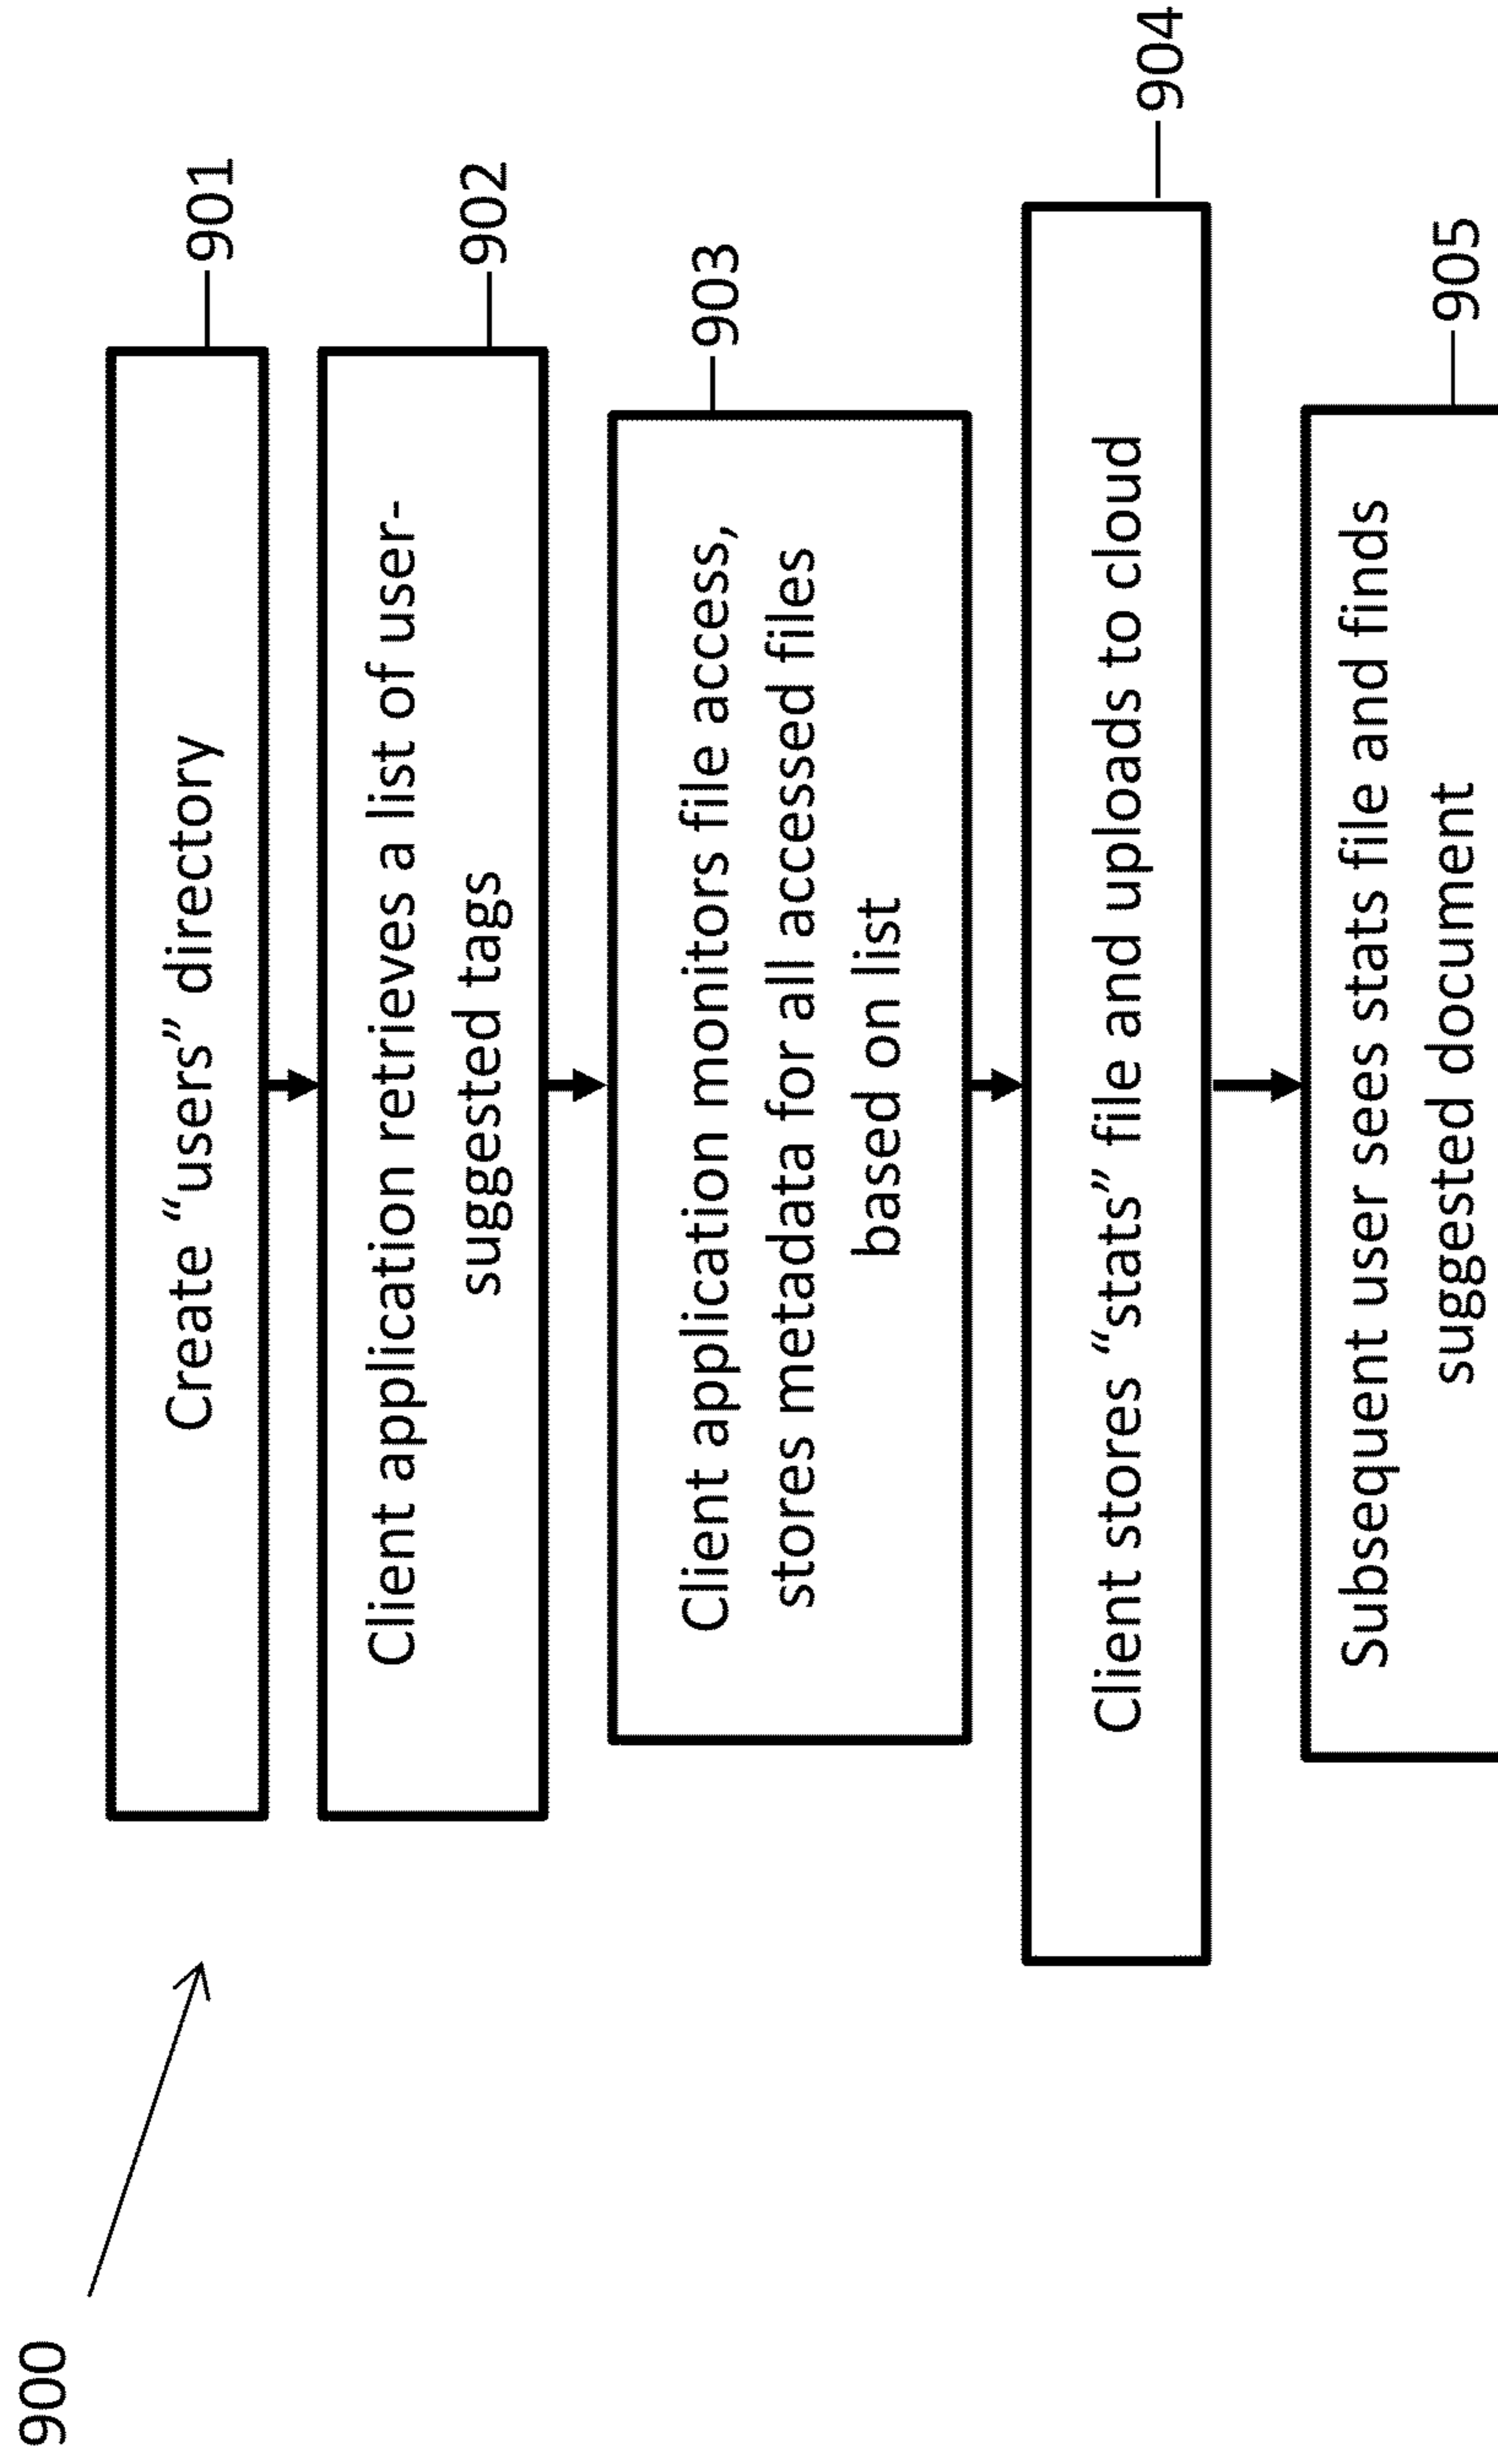 900
Create “users” directory
901
Client application retrieves a list of user-
suggested tags
902
Client application monitors file access,
stores metadata for all accessed files
based on list
903
Client stores “stats” file and uploads to cloud
904
Subsequent user sees stats file and finds
suggested document
905